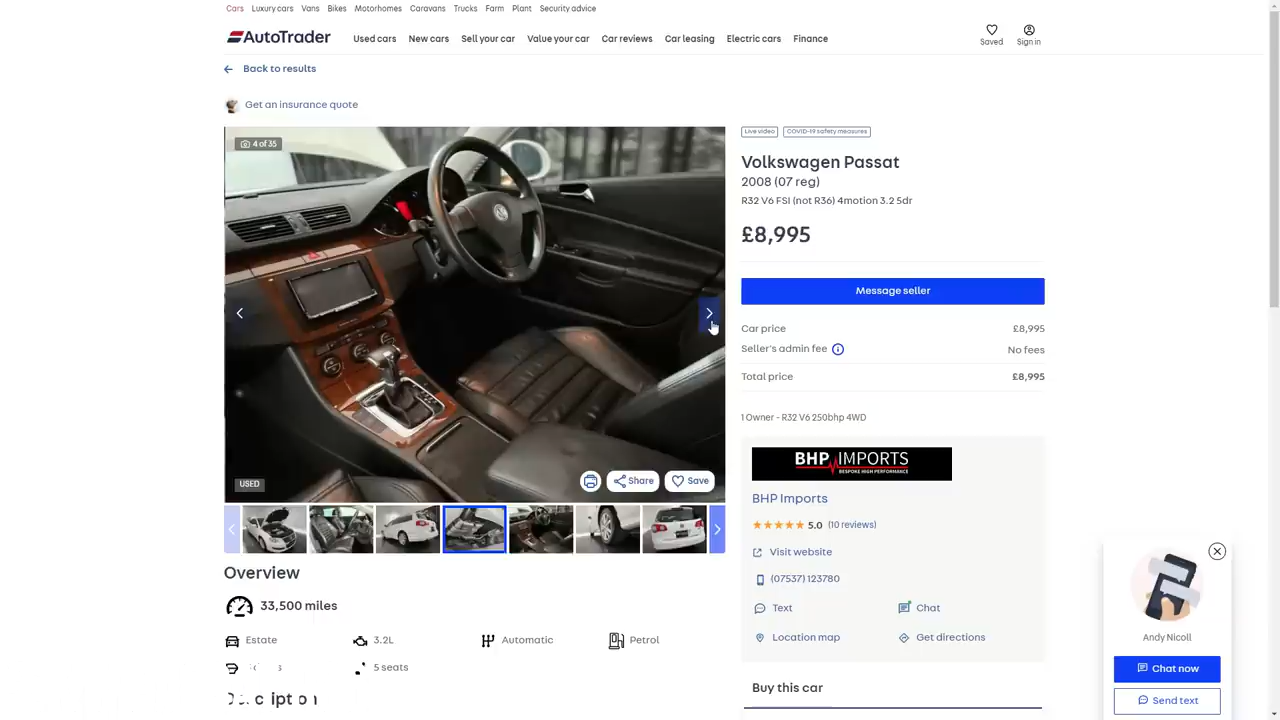 Cars Luxury cars Vans Bikes Motorhomes Caravans Trucks Farm Plant Security advice
AutoTrader Used cars New cars Sell your car Value your car Car reviews Car leasing Electric cars Finance Saved Sign in
Back to results
Get an insurance quote
4 of 35
USED
Share
Save
Live video COVID-19 safety measures
Volkswagen Passat
2008 (07 reg)
R32 V6 FSI (not R36) 4motion 3.2 5dr
£8,995
Message seller
Car price £8,995
Seller's admin fee No fees
Total price £8,995
1 Owner - R32 V6 250bhp 4WD
BHP IMPORTS
BESPOKE HIGH PERFORMANCE
BHP Imports
5.0 (10 reviews)
Visit website
(07537) 123780
Text Chat
Location map Get directions
Buy this car
Overview
33,500 miles
Estate 3.2L Automatic Petrol
5 seats
Andy Nicoll
Chat now
Send text